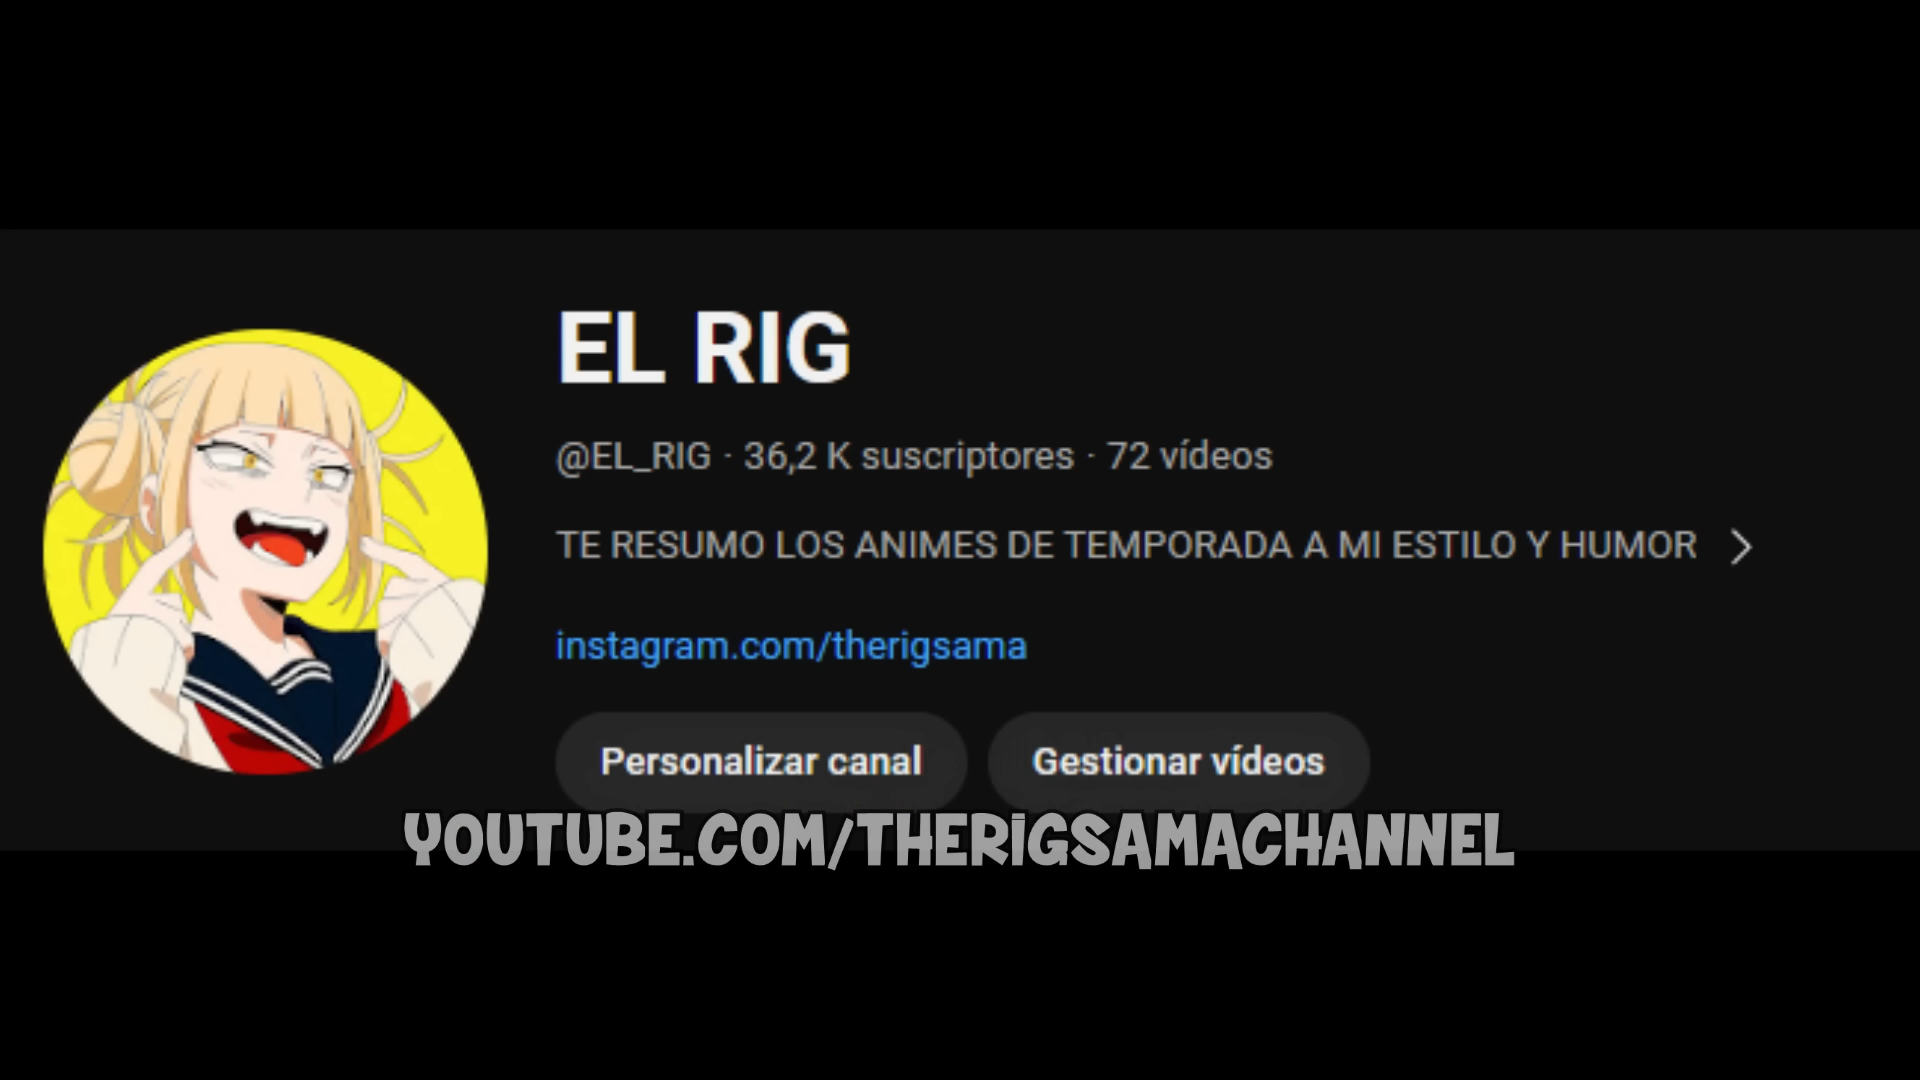 EL RIG
@EL_RIG · 36,2 K suscriptores · 72 vídeos
TE RESUMO LOS ANIMES DE TEMPORADA A MI ESTILO Y HUMOR
instagram.com/therigsama
Personalizar canal Gestionar vídeos
YOUTUBE.COM/THERIGSAMACHANNEL